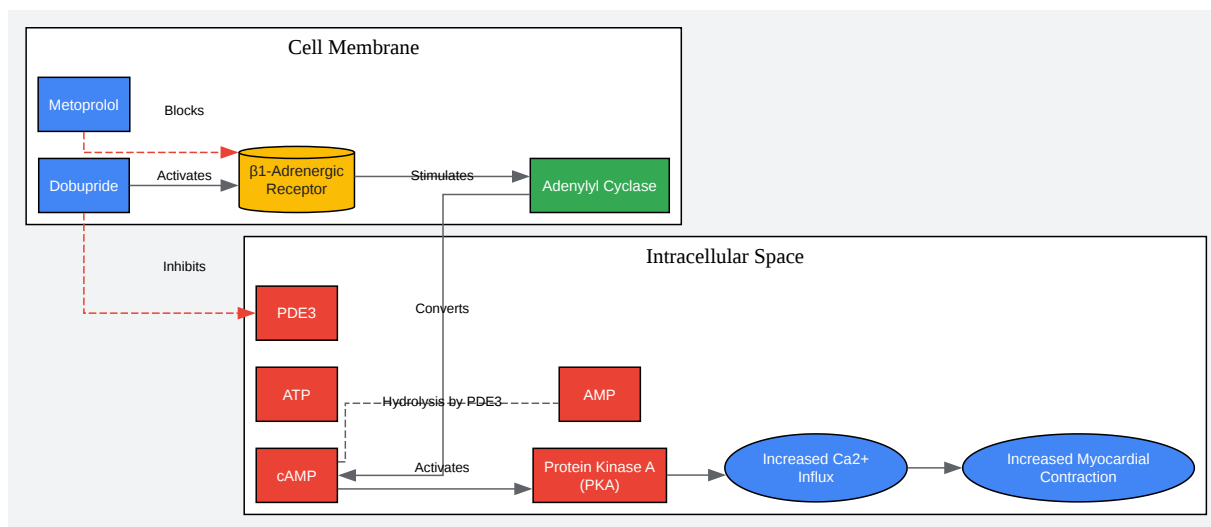 Cell Membrane
Metoprolol
Blocks
β1-Adrenergic
Receptor
Dobupride
Activates
Stimulates
Adenylyl Cyclase
Intracellular Space
Inhibits
PDE3
Converts
ATP
Hydrolysis by PDE3
AMP
cAMP
Activates
Protein Kinase A
(PKA)
Increased Ca2+
Influx
Increased Myocardial
Contraction